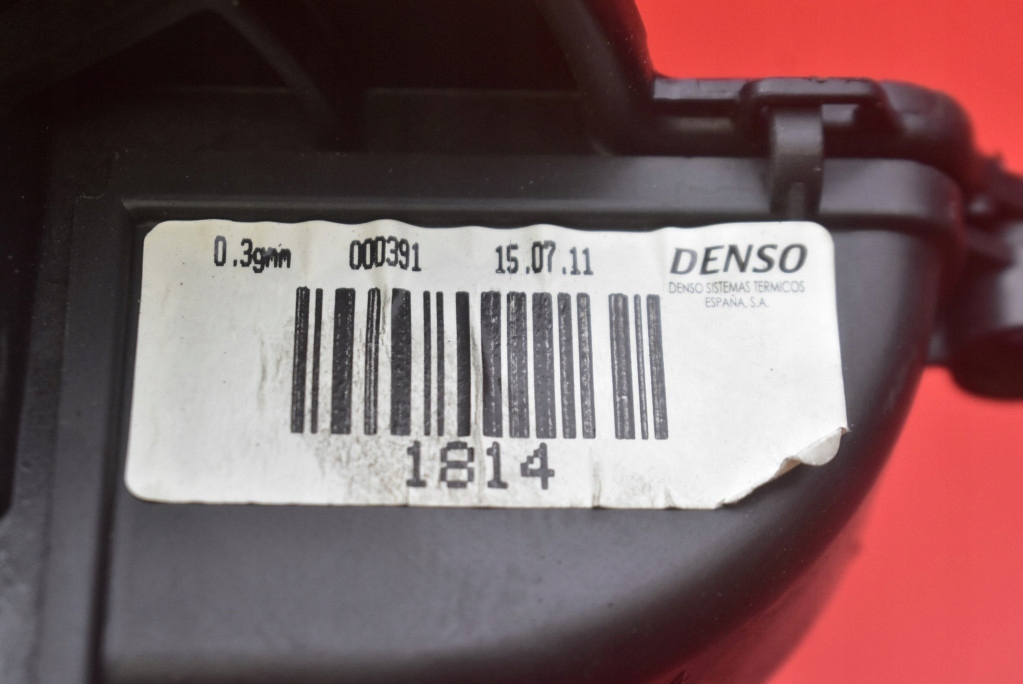 0.3gmm 000391 15.07.11 DENSO
DENSO SISTEMAS TERMICOS
ESPAÑA, S.A.
1814